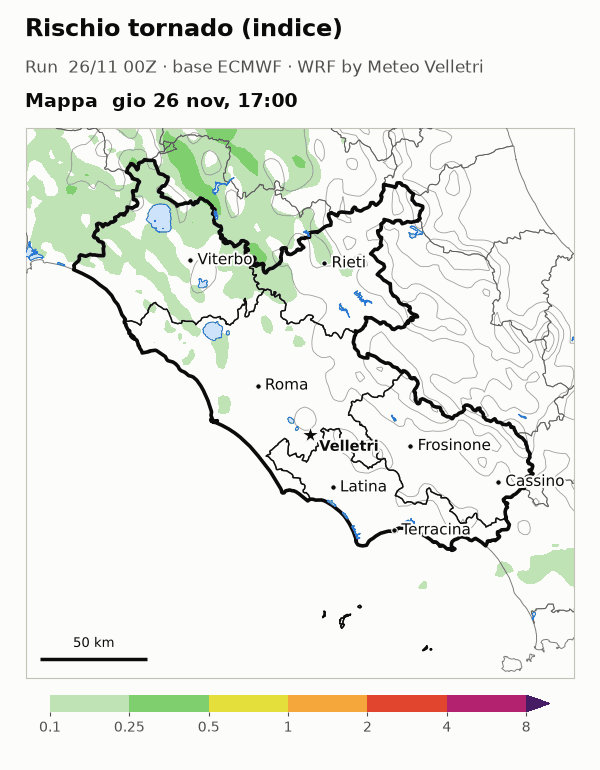 Rischio tornado (indice)
Run  26/11 00Z · base ECMWF · WRF by Meteo Velletri
Mappa  gio 26 nov, 17:00
Viterbo
Rieti
Roma
Velletri
Frosinone
Latina
Cassino
Terracina
50 km
0.1 0.25 0.5 1 2 4 8